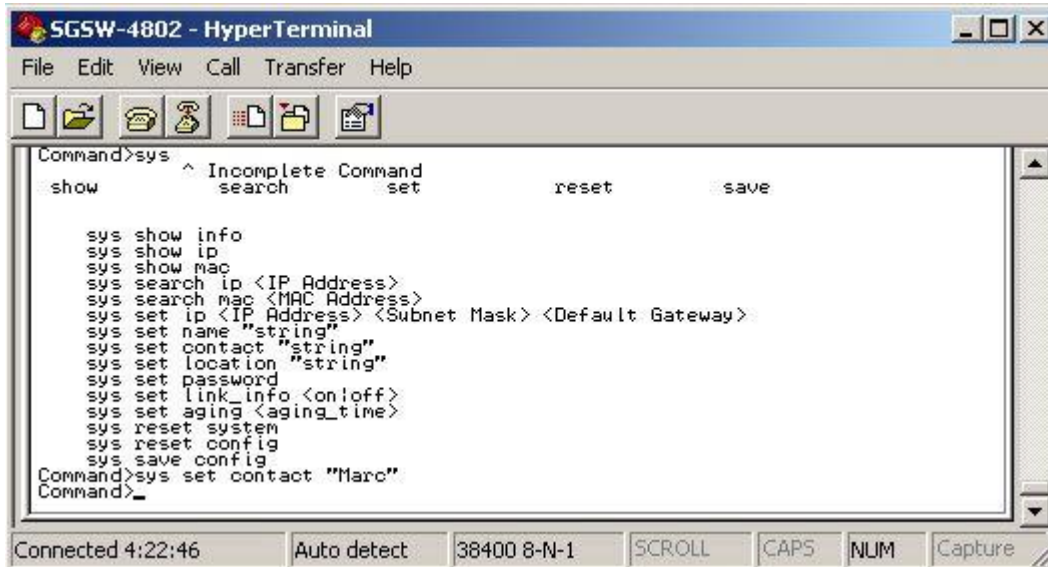 SGSW-4802 - HyperTerminal
File Edit View Call Transfer Help
Command>sys
^ Incomplete Command
show search set reset save
sys show info
sys show ip
sys show mac
sys search ip <IP Address>
sys search mac <MAC Address>
sys set ip <IP Address> <Subnet Mask> <Default Gateway>
sys set name "string"
sys set contact "string"
sys set location "string"
sys set password
sys set link_info <on|off>
sys set aging <aging_time>
sys reset system
sys reset config
sys save config
Command>sys set contact "Marc"
Command>_
Connected 4:22:46 Auto detect 38400 8-N-1 SCROLL CAPS NUM Capture